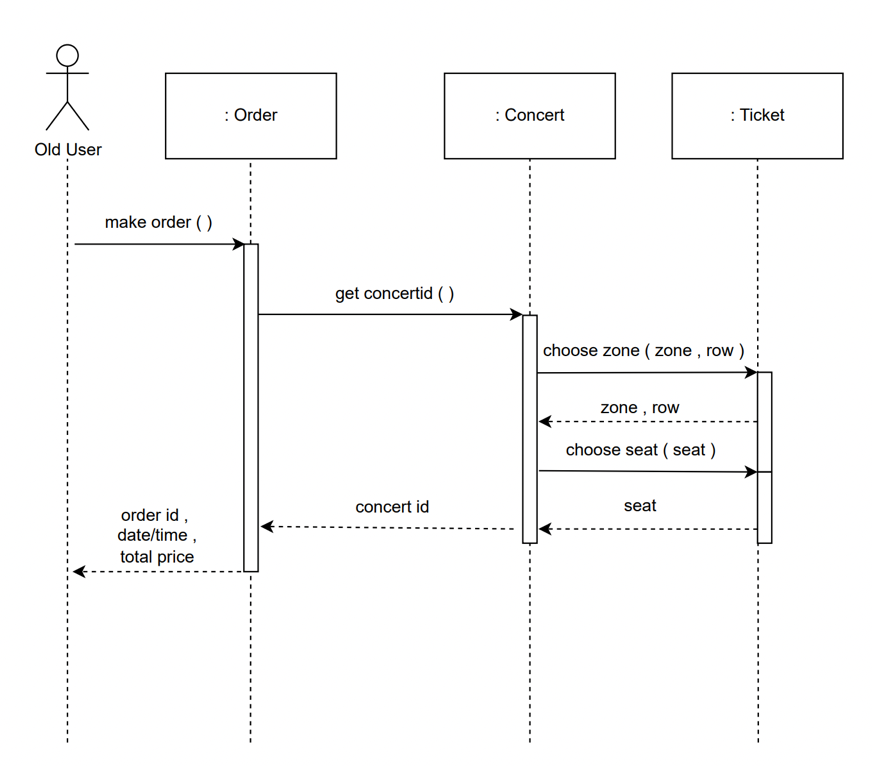 Old User
: Order
: Concert
: Ticket
make order ( )
get concertid ( )
choose zone ( zone , row )
zone , row
choose seat ( seat )
seat
concert id
order id ,
date/time ,
total price